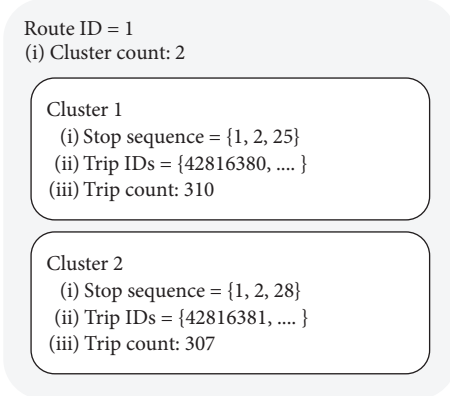 Route ID = 1
(i) Cluster count: 2
Cluster 1
(i) Stop sequence = {1, 2, 25}
(ii) Trip IDs = {42816380, .... }
(iii) Trip count: 310
Cluster 2
(i) Stop sequence = {1, 2, 28}
(ii) Trip IDs = {42816381, .... }
(iii) Trip count: 307